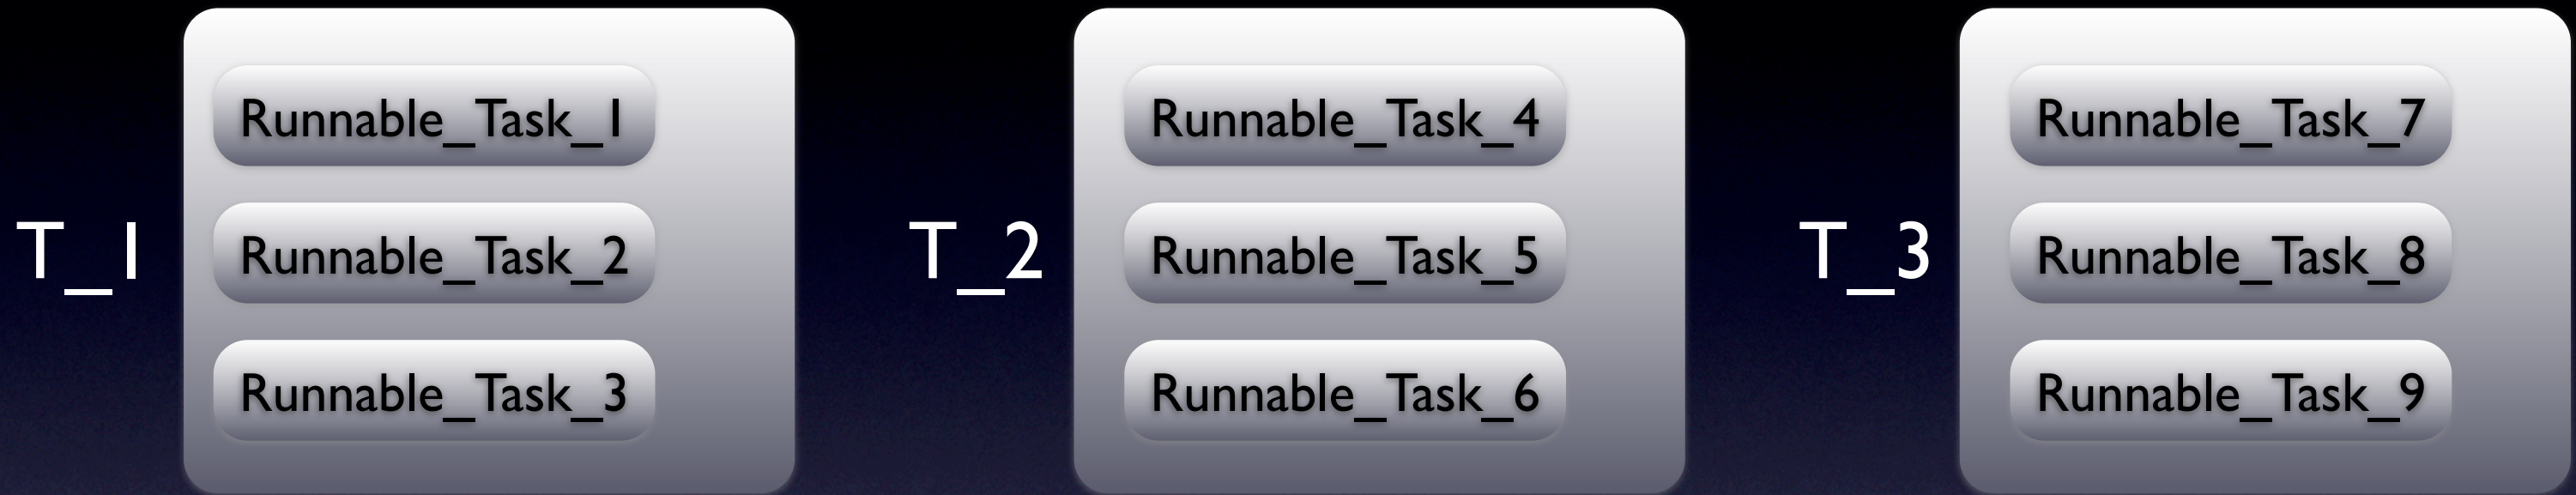 T_1
Runnable_Task_1
Runnable_Task_2
Runnable_Task_3
T_2
Runnable_Task_4
Runnable_Task_5
Runnable_Task_6
T_3
Runnable_Task_7
Runnable_Task_8
Runnable_Task_9